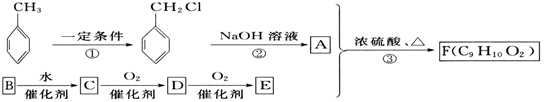 CH₃ 一定条件 ① CH₂Cl NaOH 溶液 ② A 浓硫酸、△ ③ F(C₉H₁₀O₂)
B 水 催化剂 C O₂ 催化剂 D O₂ 催化剂 E